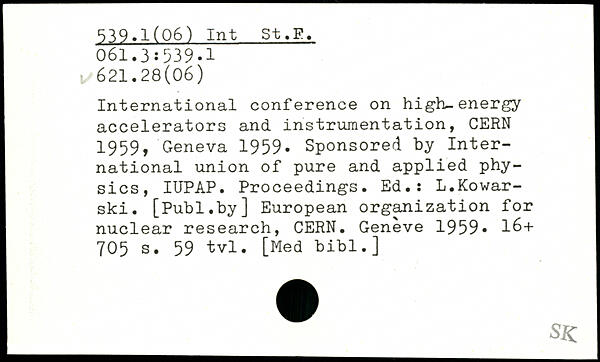 539.1(06) Int St.F.
061.3:539.1
✓621.28(06)
International conference on high-energy
accelerators and instrumentation, CERN
1959, Geneva 1959. Sponsored by Inter-
national union of pure and applied phy-
sics, IUPAP. Proceedings. Ed.: L.Kowar-
ski. [Publ.by] European organization for
nuclear research, CERN. Genève 1959. 16+
705 s. 59 tvl. [Med bibl.]
SK